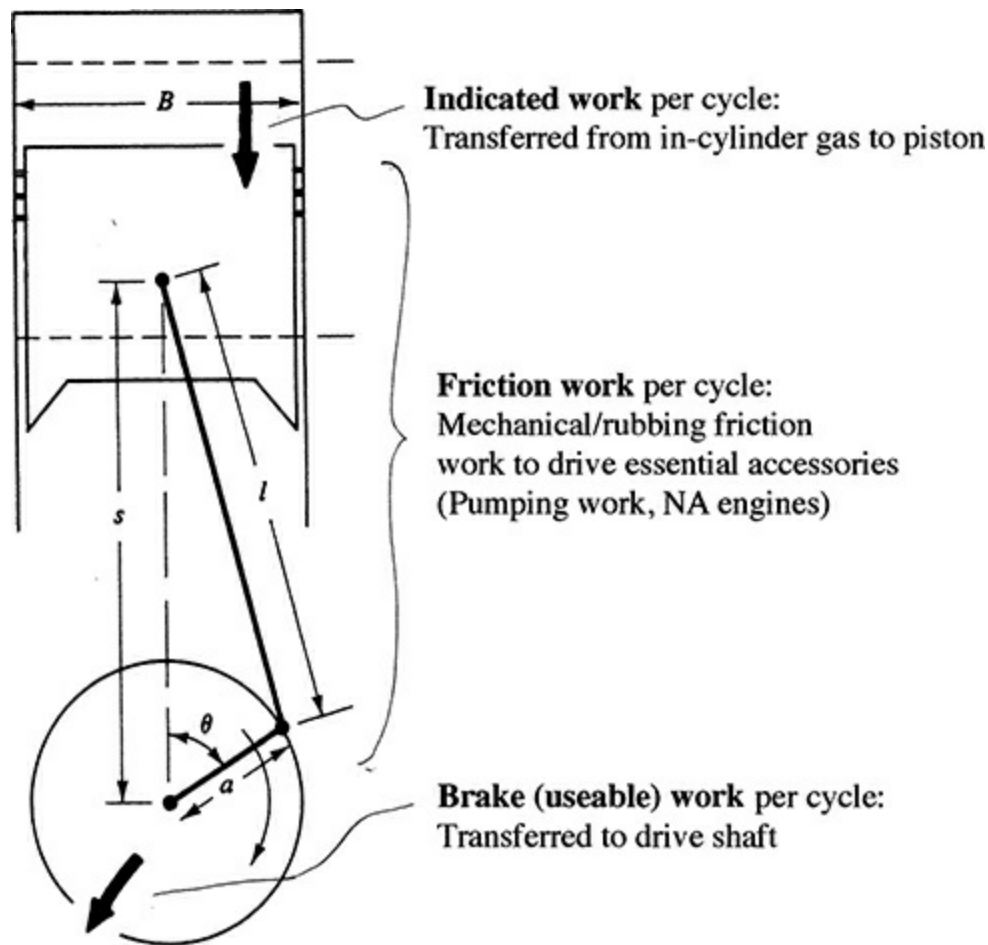 B
Indicated work per cycle:
Transferred from in-cylinder gas to piston
s
l
Friction work per cycle:
Mechanical/rubbing friction
work to drive essential accessories
(Pumping work, NA engines)
θ
a
Brake (useable) work per cycle:
Transferred to drive shaft